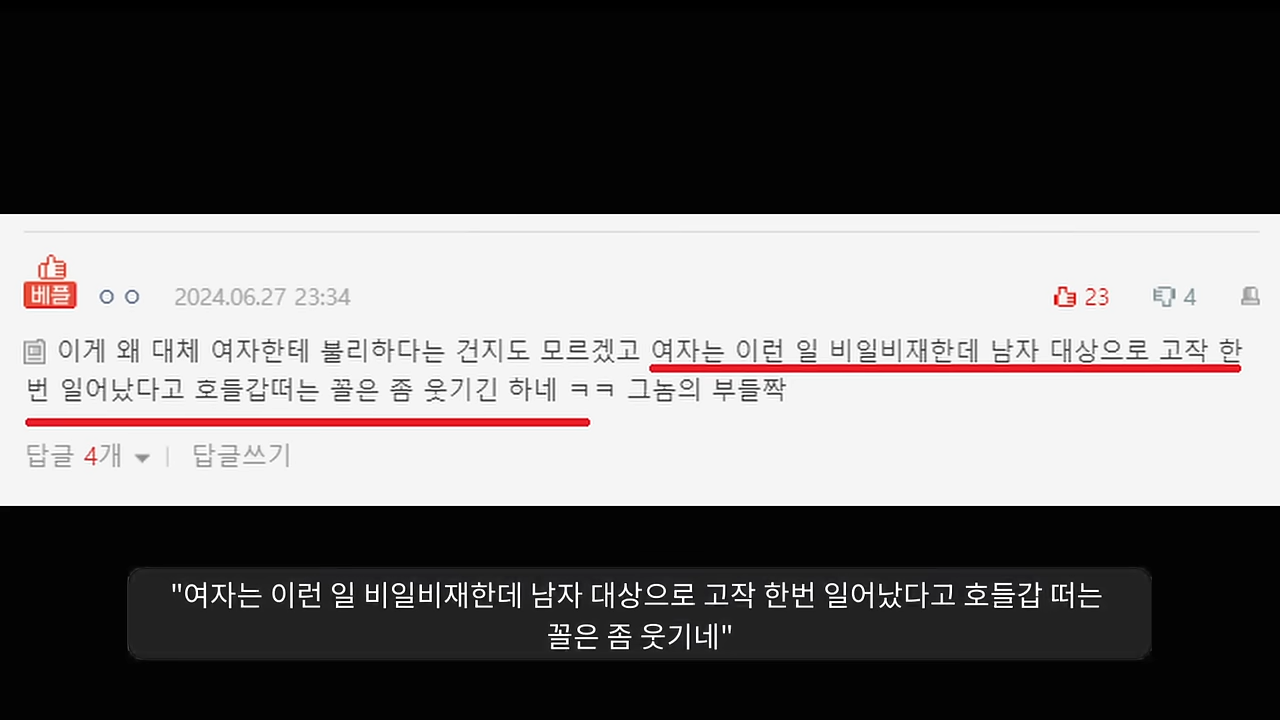 베플 ㅇㅇ 2024.06.27 23:34 23 4
이게 왜 대체 여자한테 불리하다는 건지도 모르겠고 여자는 이런 일 비일비재한데 남자 대상으로 고작 한
번 일어났다고 호들갑떠는 꼴은 좀 웃기긴 하네 ㅋㅋ 그놈의 부들짝
답글 4개 답글쓰기
"여자는 이런 일 비일비재한데 남자 대상으로 고작 한번 일어났다고 호들갑 떠는
꼴은 좀 웃기네"